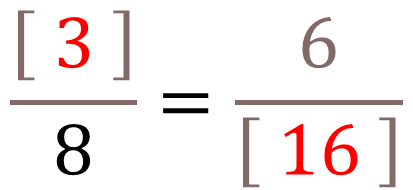 [ 3 ] / 8 = 6 / [ 16 ]